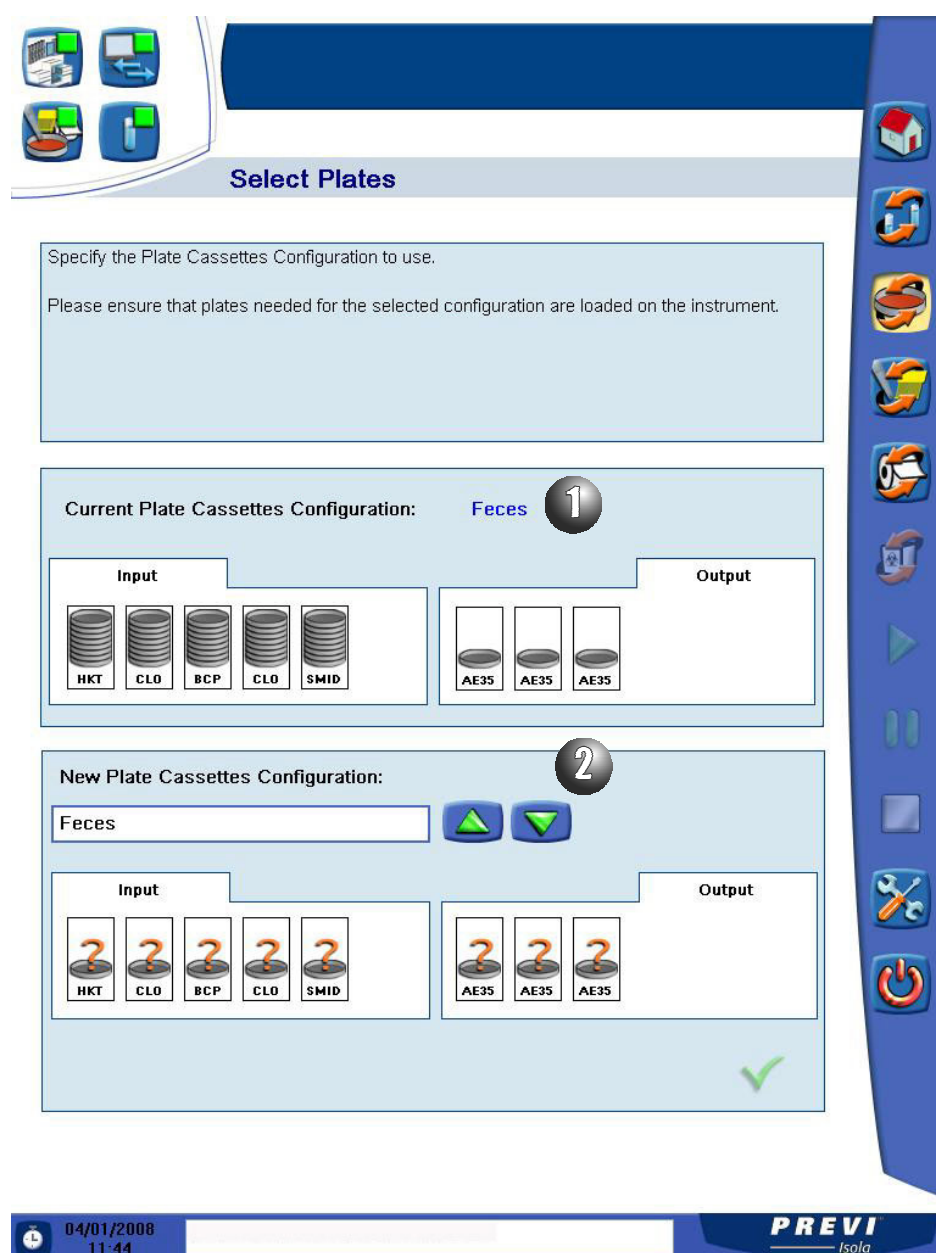 Select Plates
Specify the Plate Cassettes Configuration to use.
Please ensure that plates needed for the selected configuration are loaded on the instrument.
Current Plate Cassettes Configuration: Feces 1
Input Output
HKT CLO BCP CLO SMID AE35 AE35 AE35
2
New Plate Cassettes Configuration:
Feces
Input Output
HKT CLO BCP CLO SMID AE35 AE35 AE35
04/01/2008
11:44
PREVI
Isola